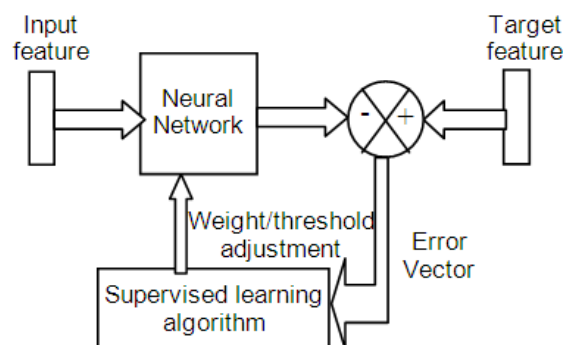 Input
feature
Target
feature
Neural
Network
- +
Weight/threshold
adjustment
Error
Vector
Supervised learning
algorithm